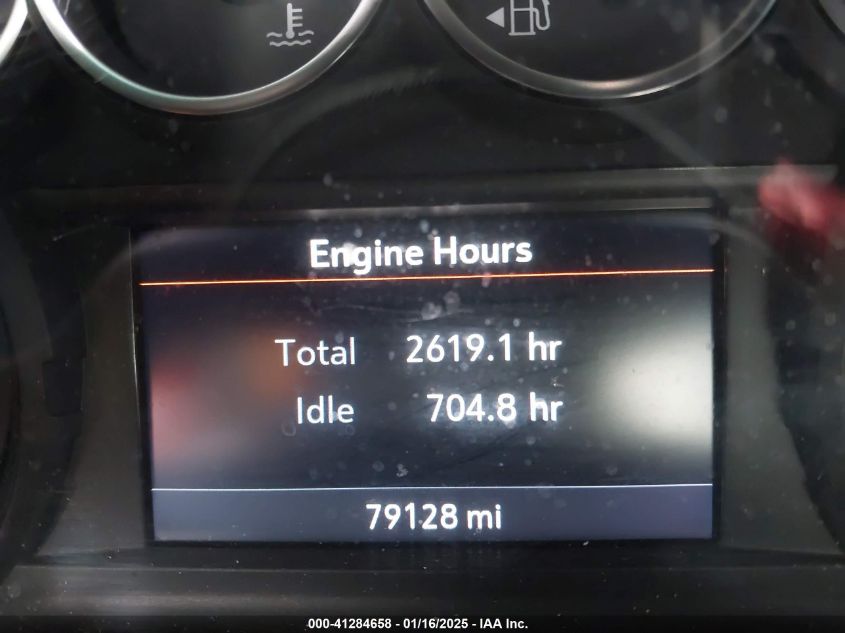 Engine Hours
Total 2619.1 hr
Idle 704.8 hr
79128 mi
000-41284658 - 01/16/2025 - IAA Inc.